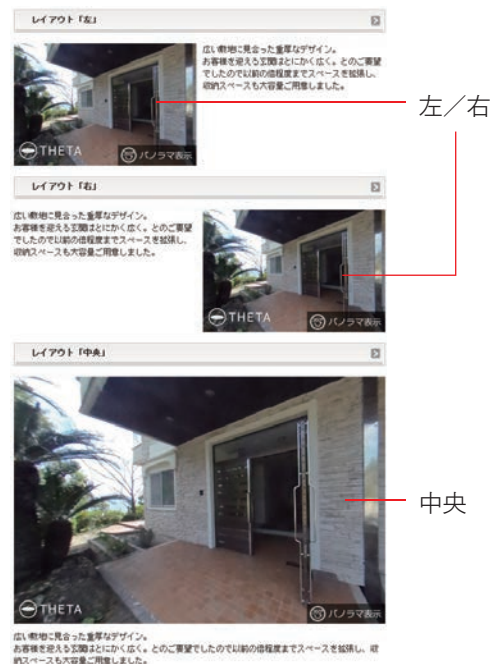 レイアウト「左」
広い敷地に見合った重厚なデザイン。
お客様を迎える玄関はとにかく広く。とのご要望
でしたので以前の倍程度までスペースを拡張し、
収納スペースも大容量ご用意しました。
THETA
パノラマ表示
左／右
レイアウト「右」
広い敷地に見合った重厚なデザイン。
お客様を迎える玄関はとにかく広く。とのご要望
でしたので以前の倍程度までスペースを拡張し、
収納スペースも大容量ご用意しました。
THETA
パノラマ表示
レイアウト「中央」
中央
THETA
パノラマ表示
広い敷地に見合った重厚なデザイン。
お客様を迎える玄関はとにかく広く。とのご要望でしたので以前の倍程度までスペースを拡張し、収
納スペースも大容量ご用意しました。